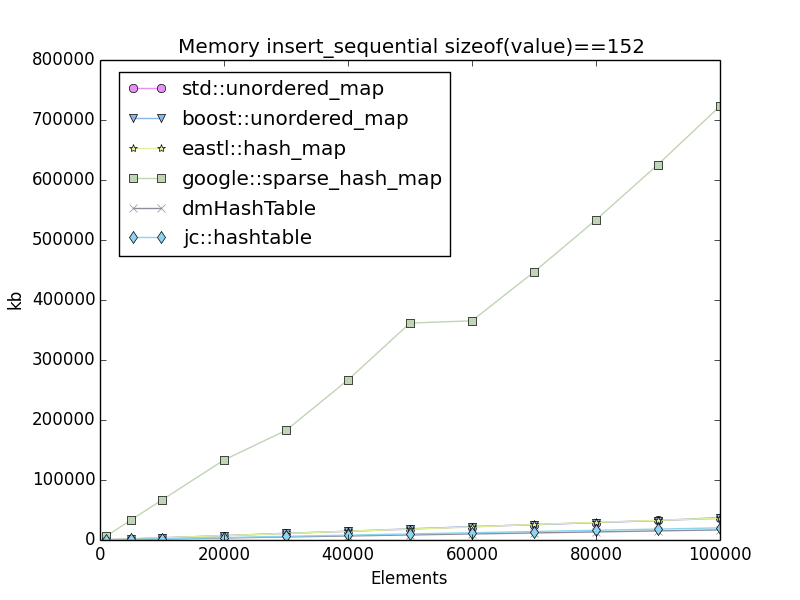 Memory insert_sequential sizeof(value)==152
800000
700000
600000
500000
400000
300000
200000
100000
0
kb
std::unordered_map
boost::unordered_map
eastl::hash_map
google::sparse_hash_map
dmHashTable
jc::hashtable
0 20000 40000 60000 80000 100000
Elements